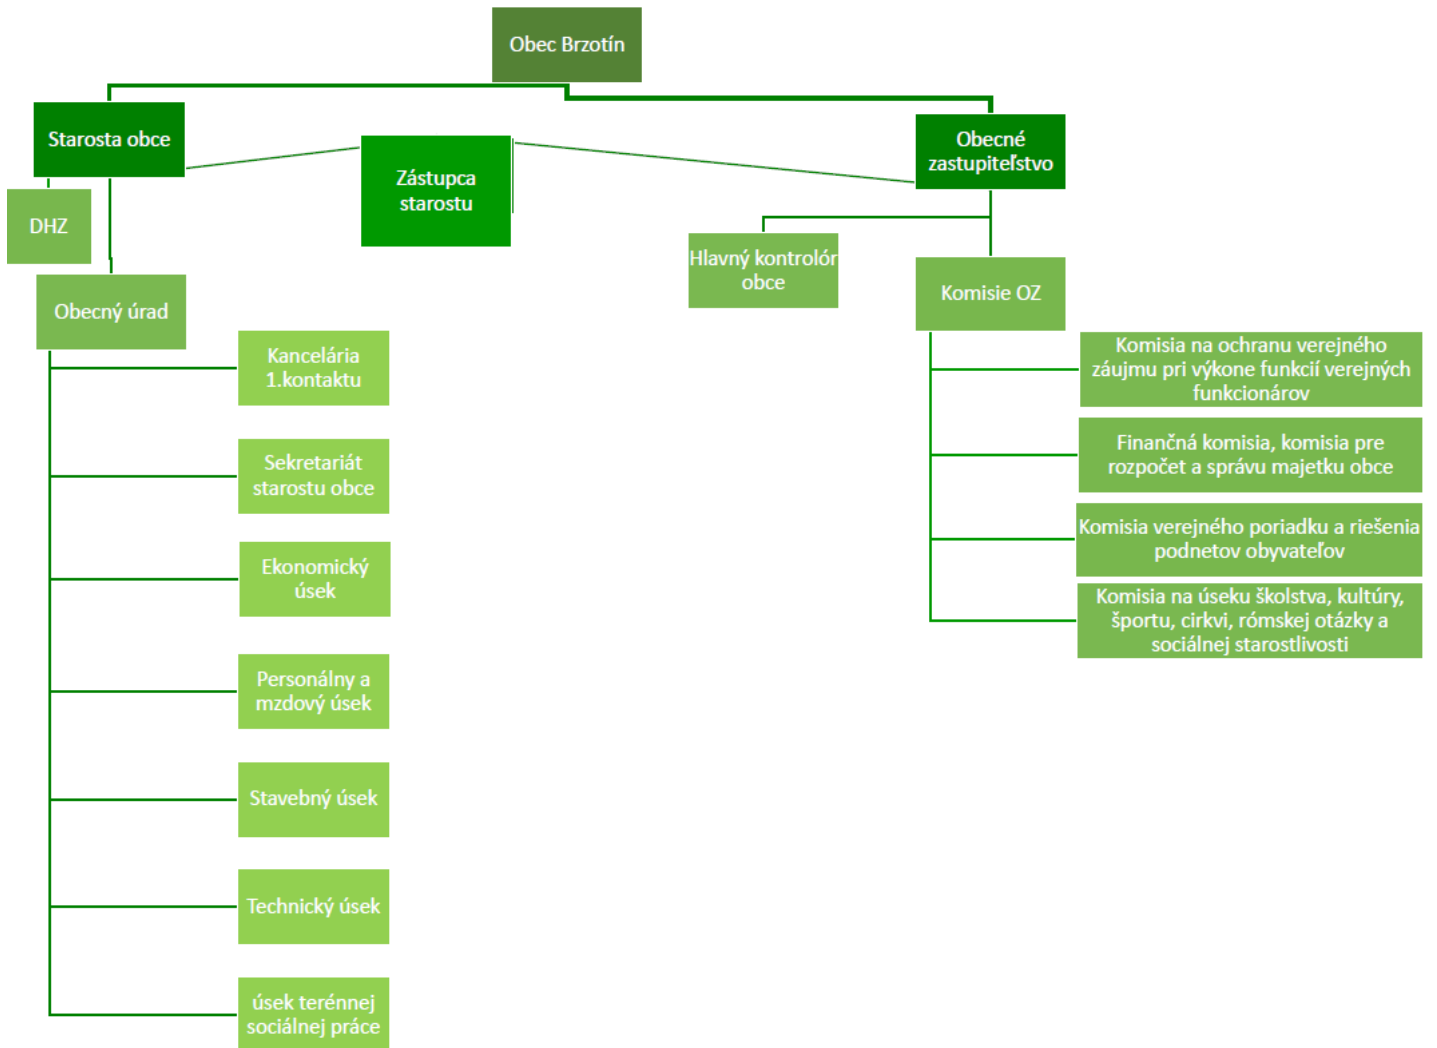 Obec Brzotín
Starosta obce
Obecné
zastupiteľstvo
Zástupca
starostu
DHZ
Hlavný kontrolór
obce
Komisie OZ
Obecný úrad
Kancelária
1.kontaktu
Sekretariát
starostu obce
Ekonomický
úsek
Personálny a
mzdový úsek
Stavebný úsek
Technický úsek
úsek terénnej
sociálnej práce
Komisia na ochranu verejného
záujmu pri výkone funkcií verejných
funkcionárov
Finančná komisia, komisia pre
rozpočet a správu majetku obce
Komisia verejného poriadku a riešenia
podnetov obyvateľov
Komisia na úseku školstva, kultúry,
športu, cirkvi, rómskej otázky a
sociálnej starostlivosti